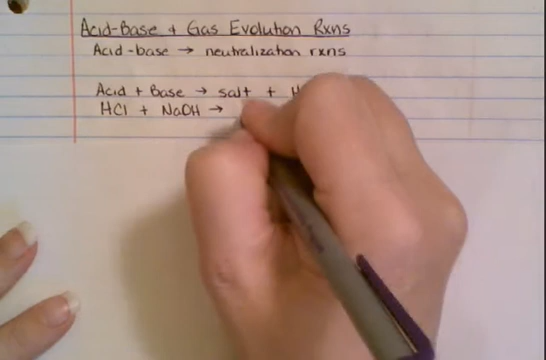 Acid-Base + Gas Evolution Rxns
Acid-base → neutralization rxns
Acid + Base → salt + H
HCl + NaOH →